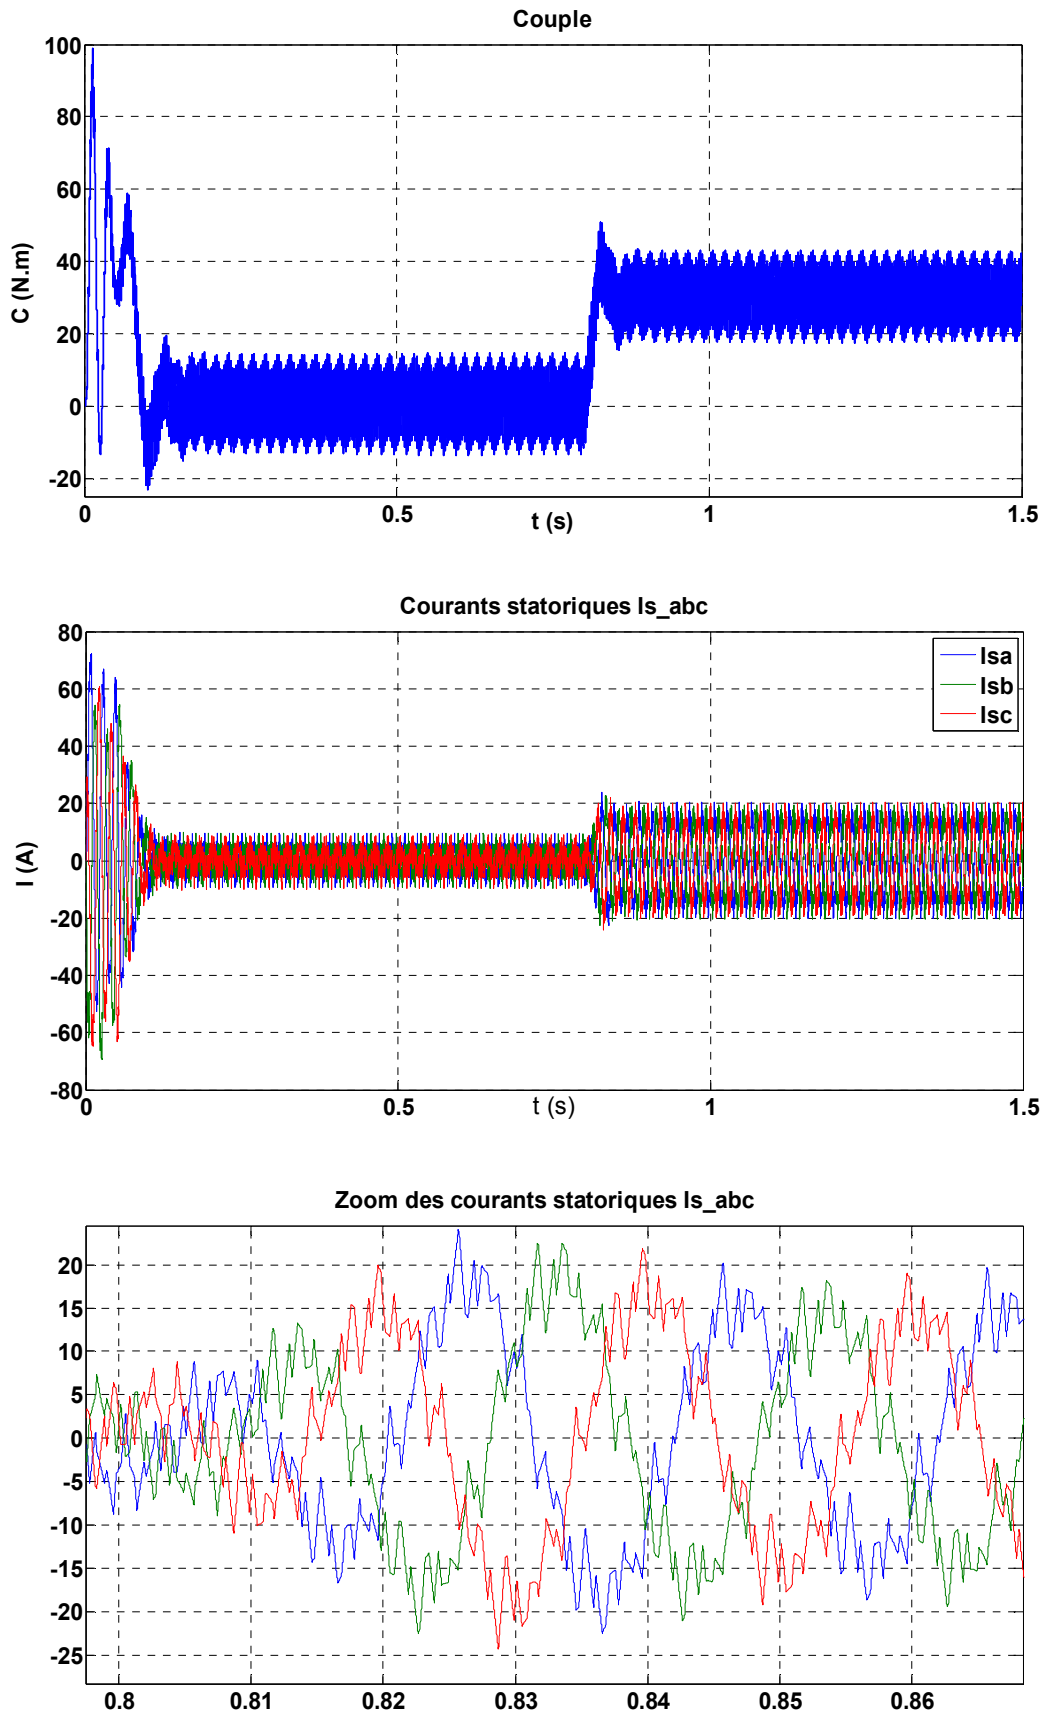 Couple
100
80
60
40
20
0
-20
C (N.m)
0 0.5 1 1.5
t (s)
Courants statoriques Is_abc
80
60
40
20
0
-20
-40
-60
-80
I (A)
Isa
Isb
Isc
0 0.5 1 1.5
t (s)
Zoom des courants statoriques Is_abc
20
15
10
5
0
-5
-10
-15
-20
-25
0.8 0.81 0.82 0.83 0.84 0.85 0.86